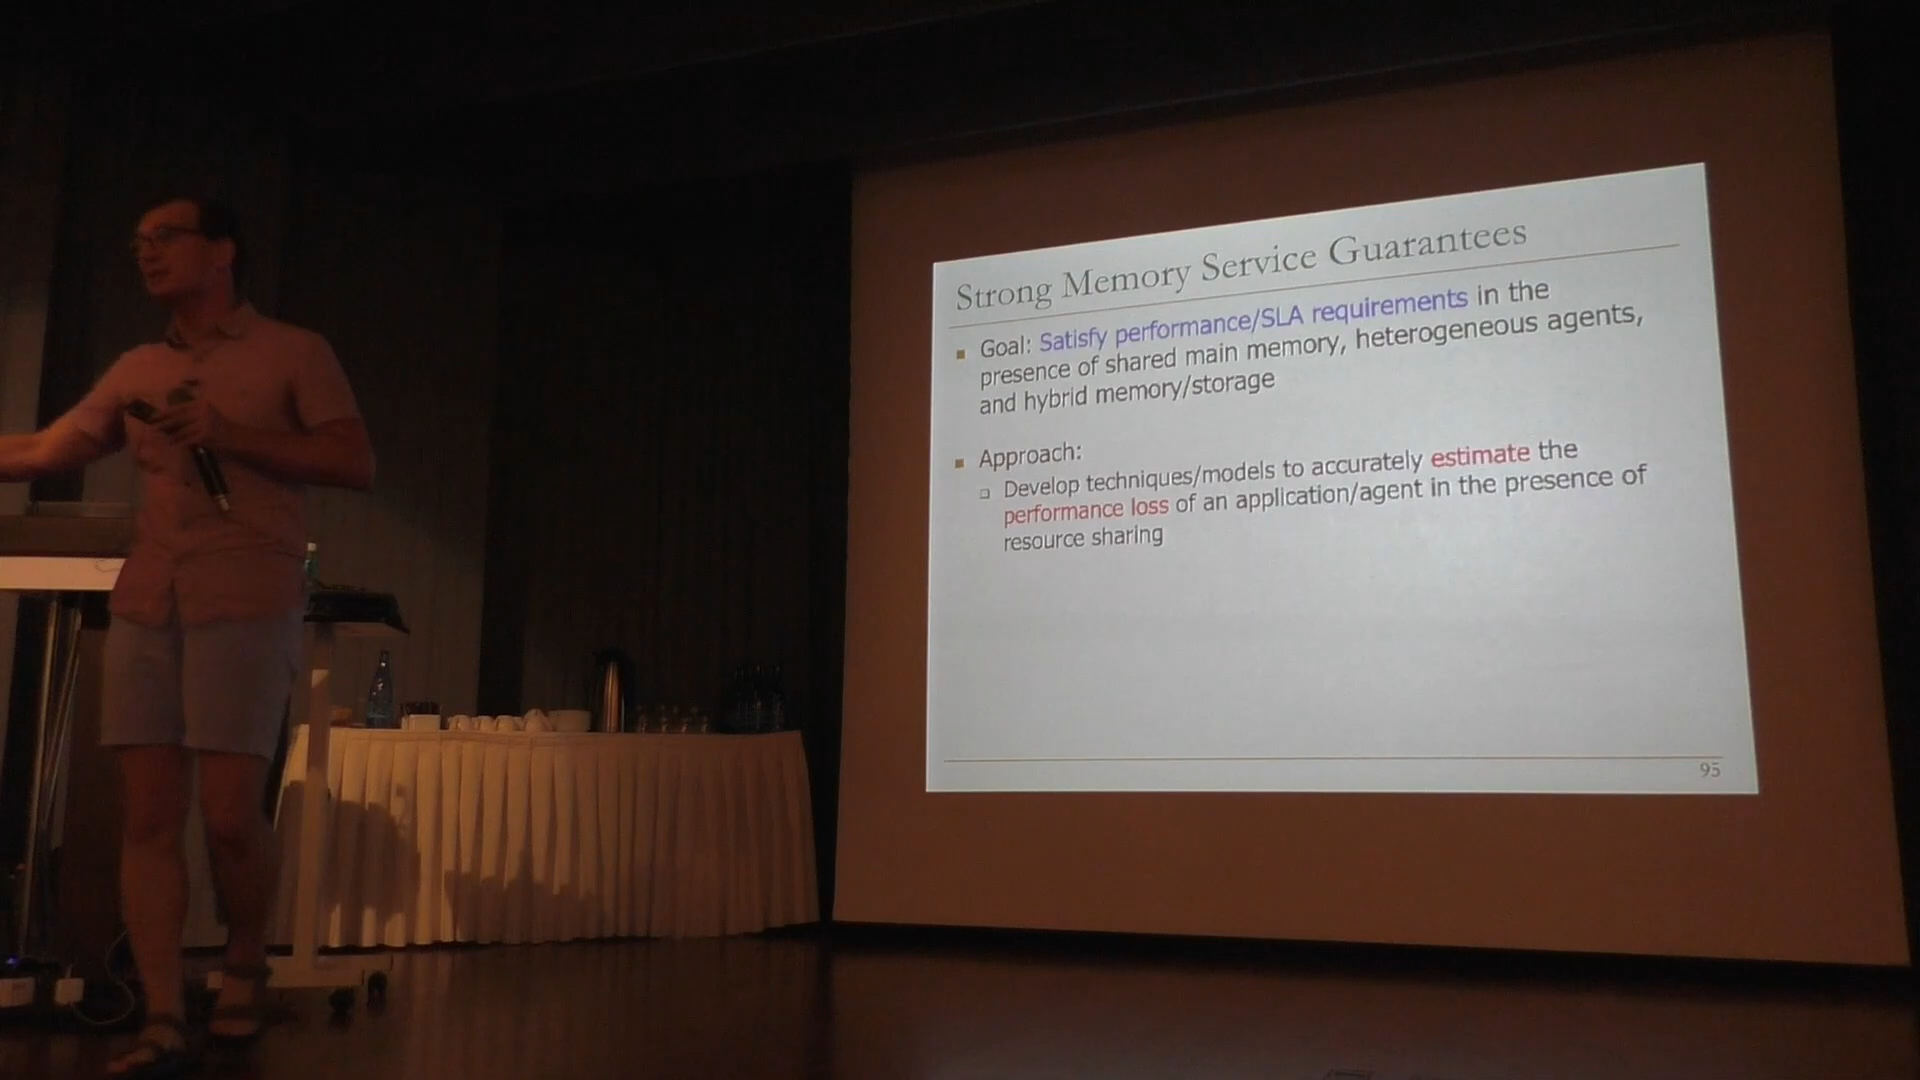 Strong Memory Service Guarantees
Goal: Satisfy performance/SLA requirements in the
presence of shared main memory, heterogeneous agents,
and hybrid memory/storage
Approach:
Develop techniques/models to accurately estimate the
performance loss of an application/agent in the presence of
resource sharing
95